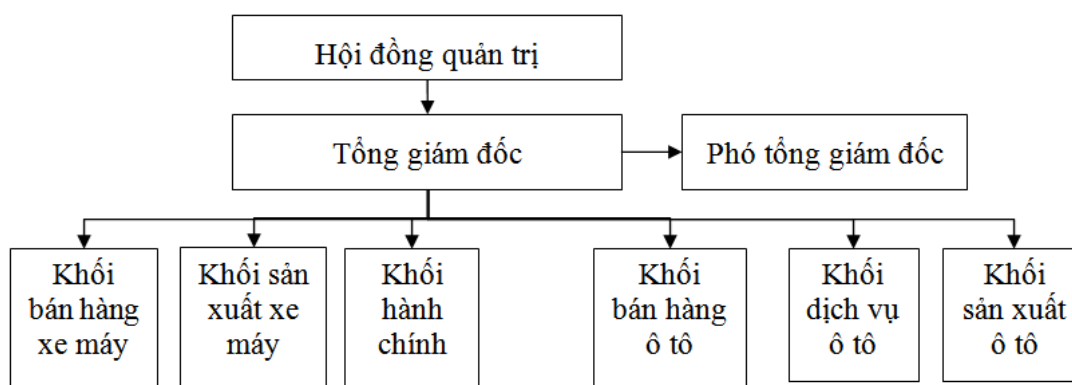 Hội đồng quản trị
Tổng giám đốc
Phó tổng giám đốc
Khối
bán hàng
xe máy
Khối sản
xuất xe
máy
Khối
hành
chính
Khối
bán hàng
ô tô
Khối
dịch vụ
ô tô
Khối
sản xuất
ô tô